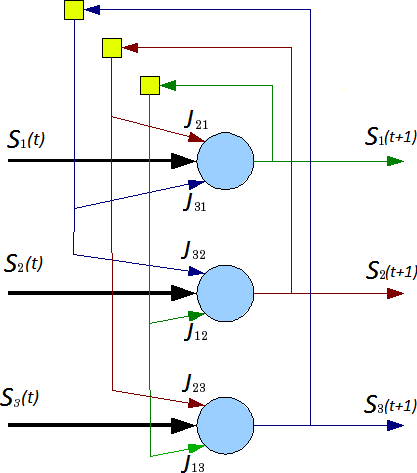 J₂₁
S₁(t)
S₁(t+1)
J₃₁
J₃₂
S₂(t)
S₂(t+1)
J₁₂
J₂₃
S₃(t)
S₃(t+1)
J₁₃